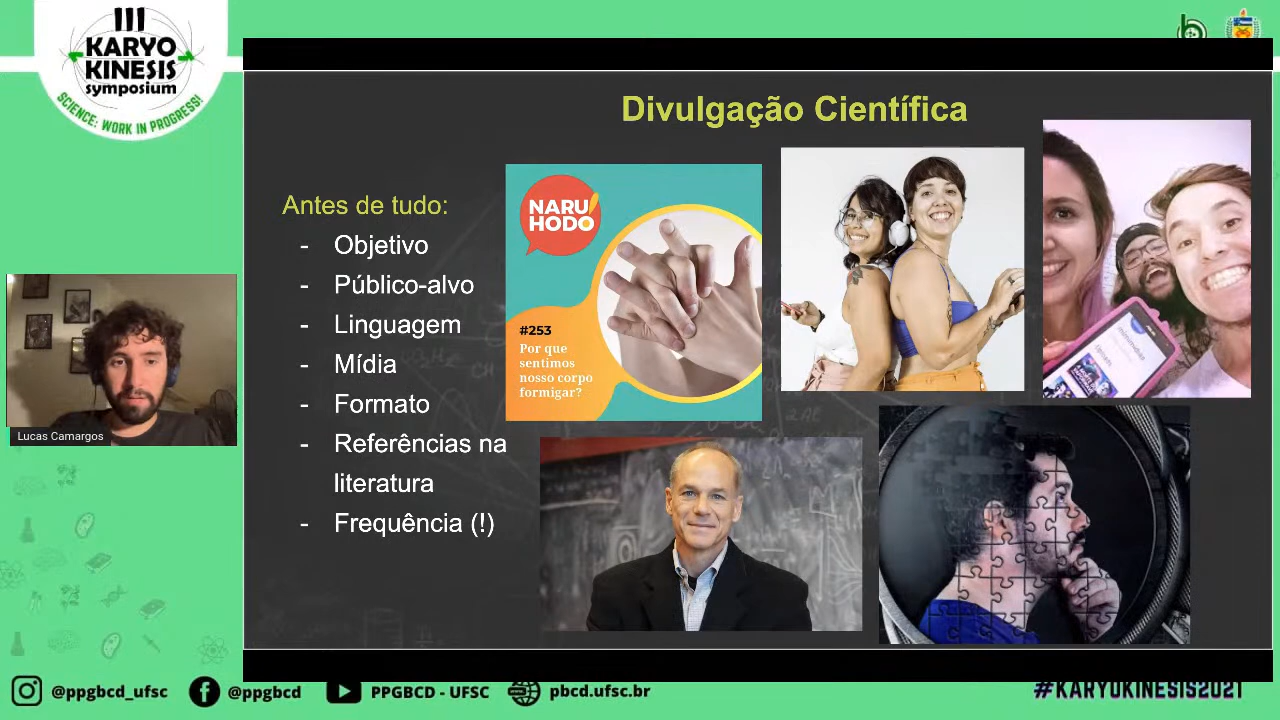 III
KARYO
KINESIS
symposium
SCIENCE: WORK IN PROGRESS!
Divulgação Científica
Antes de tudo:
- Objetivo
- Público-alvo
- Linguagem
- Mídia
- Formato
- Referências na
literatura
- Frequência (!)
NARU
HODO
#253
Por que
sentimos
nosso corpo
formigar?
Lucas Camargos
@ppgbcd_ufsc
@ppgbcd
PPGBCD - UFSC
pbcd.ufsc.br
#KARYOKINESIS2021